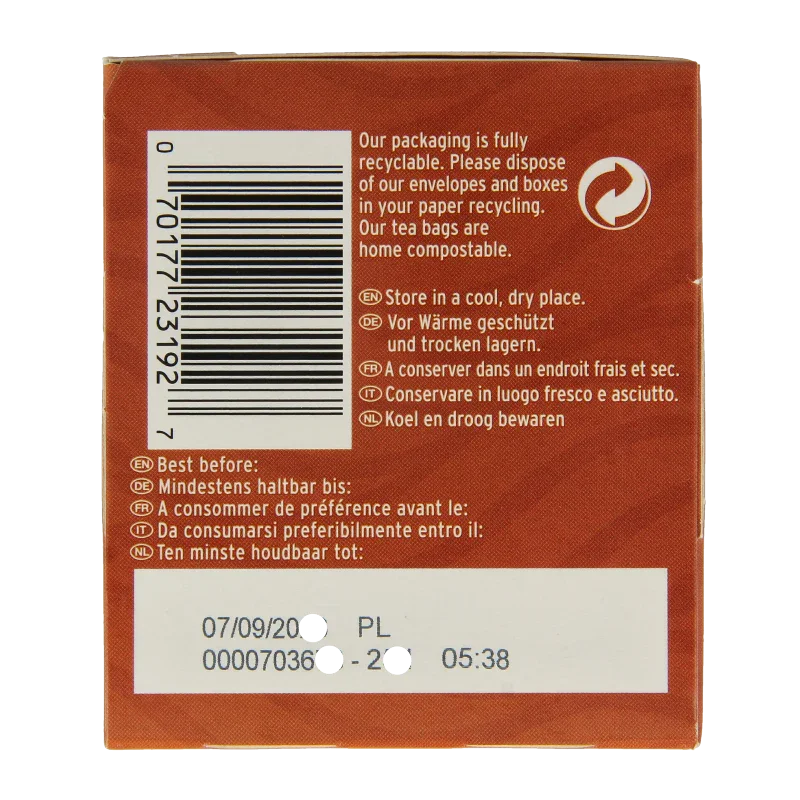 0 70177 23192 7
Our packaging is fully
recyclable. Please dispose
of our envelopes and boxes
in your paper recycling.
Our tea bags are
home compostable.
EN Store in a cool, dry place.
DE Vor Wärme geschützt
und trocken lagern.
FR A conserver dans un endroit frais et sec.
IT Conservare in luogo fresco e asciutto.
NL Koel en droog bewaren
EN Best before:
DE Mindestens haltbar bis:
FR A consommer de préférence avant le:
IT Da consumarsi preferibilmente entro il:
NL Ten minste houdbaar tot:
PL
05:38